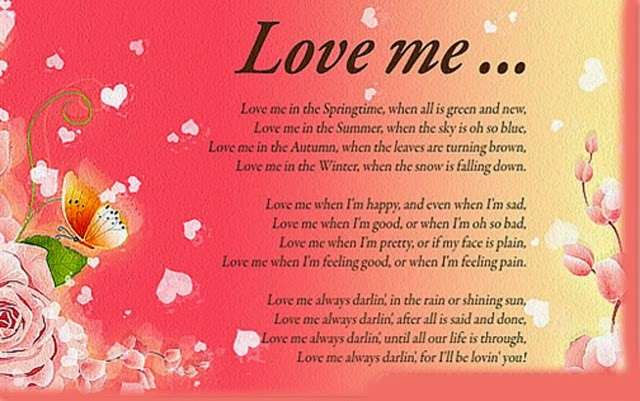 Love me ...
Love me in the Springtime, when all is green and new,
Love me in the Summer, when the sky is oh so blue,
Love me in the Autumn, when the leaves are turning brown,
Love me in the Winter, when the snow is falling down.
Love me when I'm happy, and even when I'm sad,
Love me when I'm good, or when I'm oh so bad,
Love me when I'm pretty, or if my face is plain,
Love me when I'm feeling good, or when I'm feeling pain.
Love me always darlin', in the rain or shining sun,
Love me always darlin', after all is said and done,
Love me always darlin', until all our life is through,
Love me always darlin', for I'll be lovin' you!